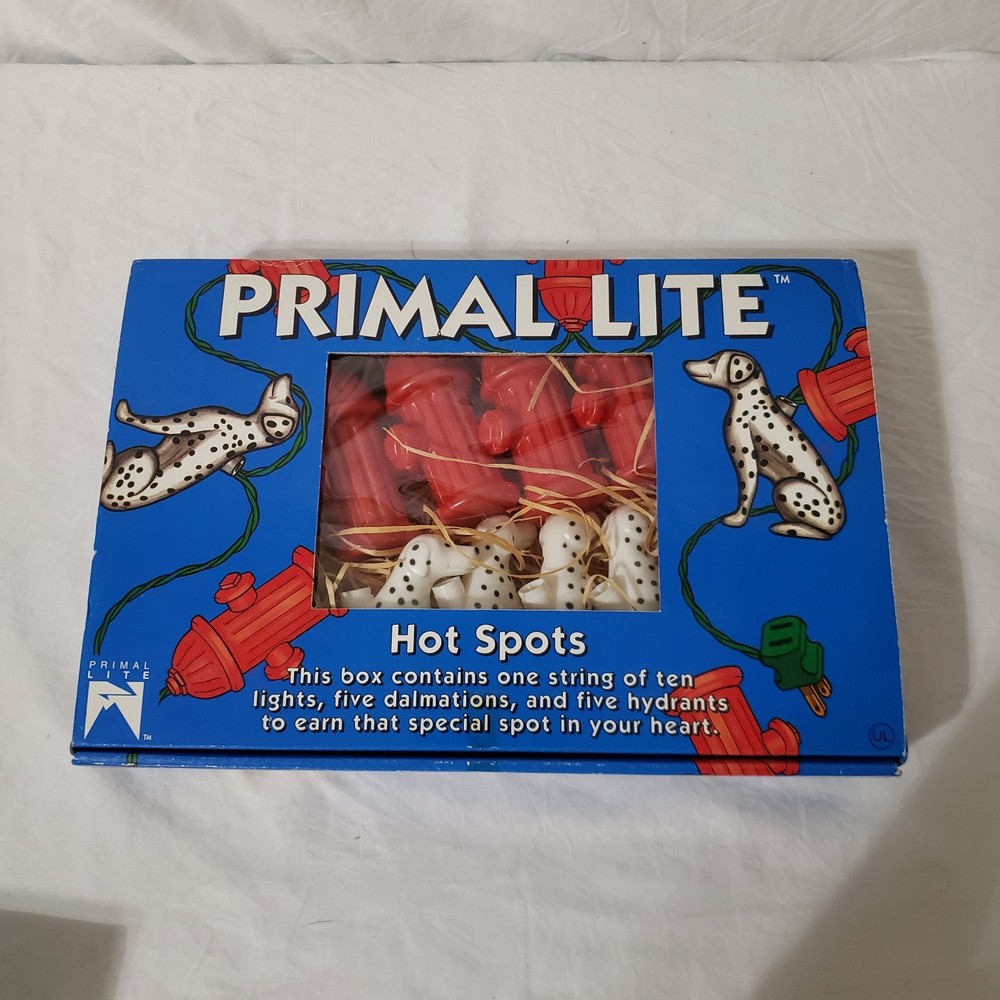 PRIMAL LITE™
Hot Spots
This box contains one string of ten
lights, five dalmations, and five hydrants
to earn that special spot in your heart.
PRIMAL
LITE
TM
UL